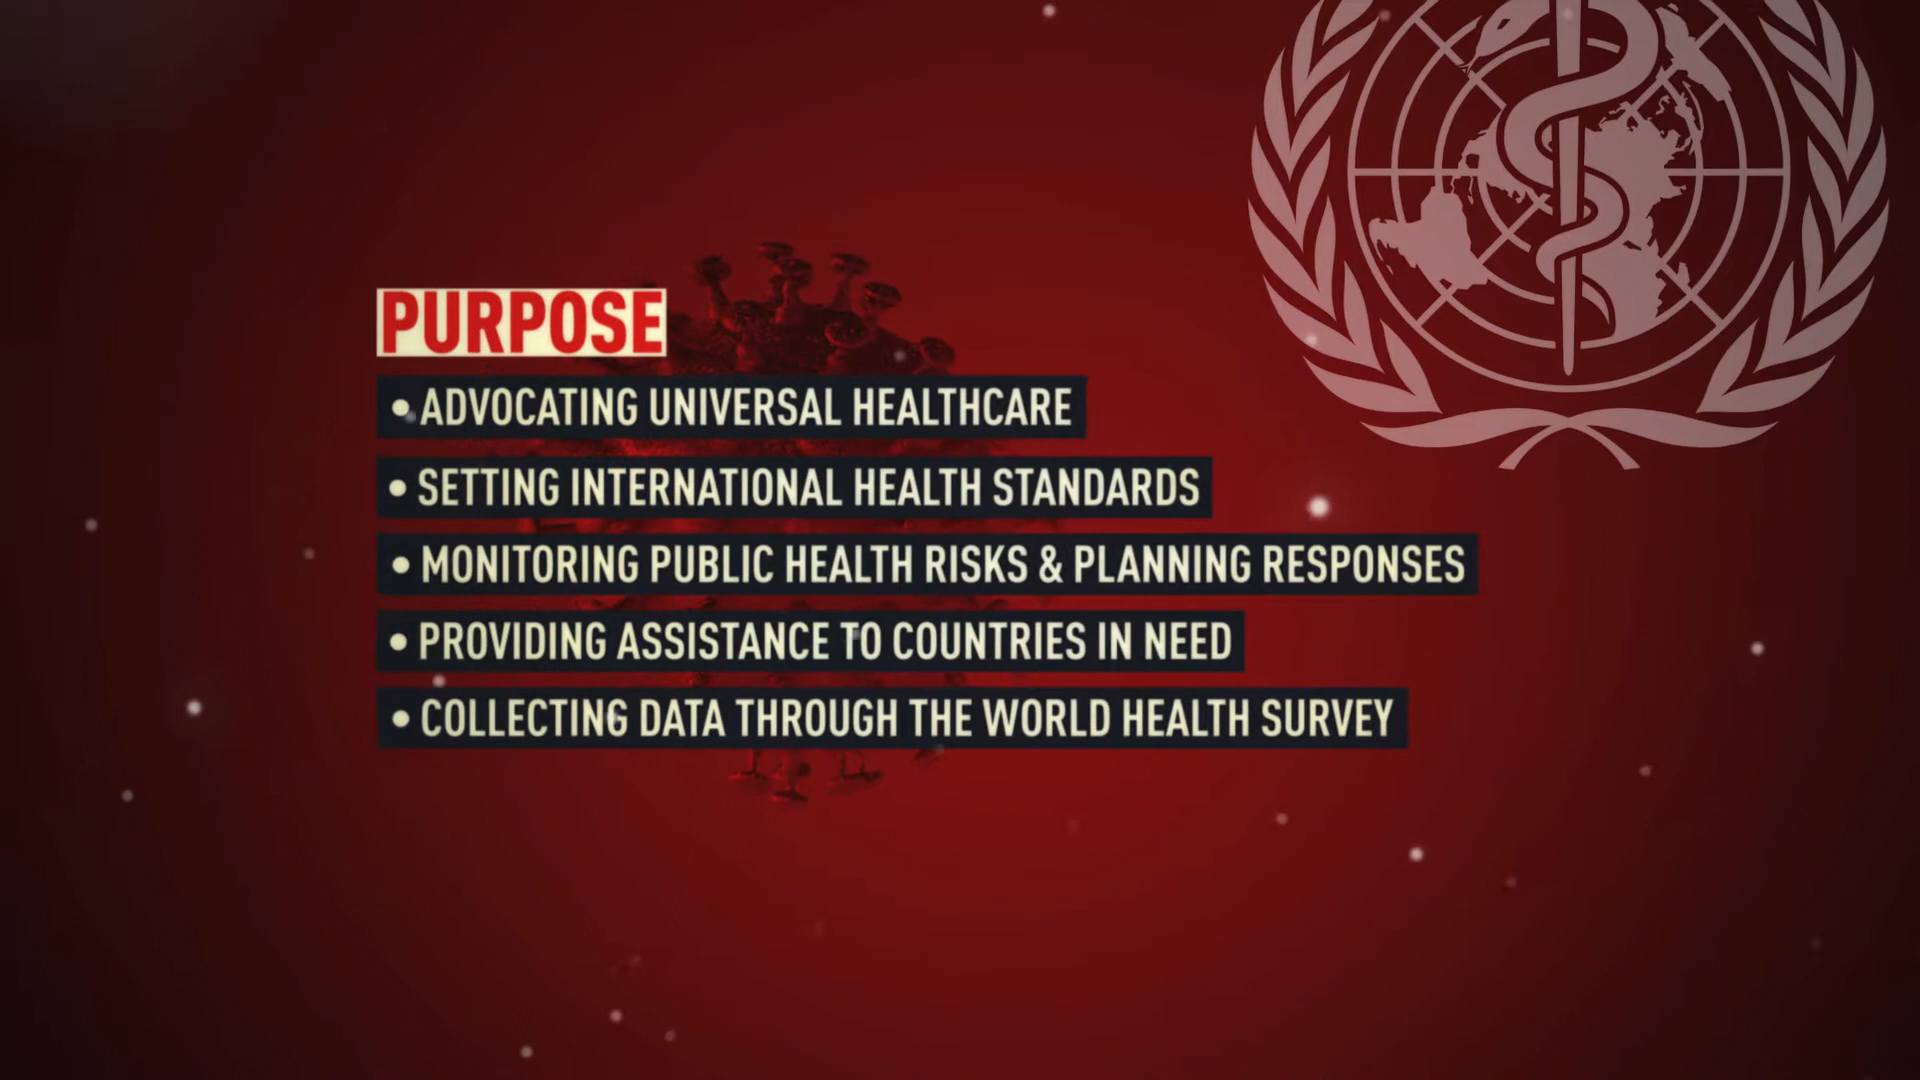 PURPOSE
• ADVOCATING UNIVERSAL HEALTHCARE
• SETTING INTERNATIONAL HEALTH STANDARDS
• MONITORING PUBLIC HEALTH RISKS & PLANNING RESPONSES
• PROVIDING ASSISTANCE TO COUNTRIES IN NEED
• COLLECTING DATA THROUGH THE WORLD HEALTH SURVEY